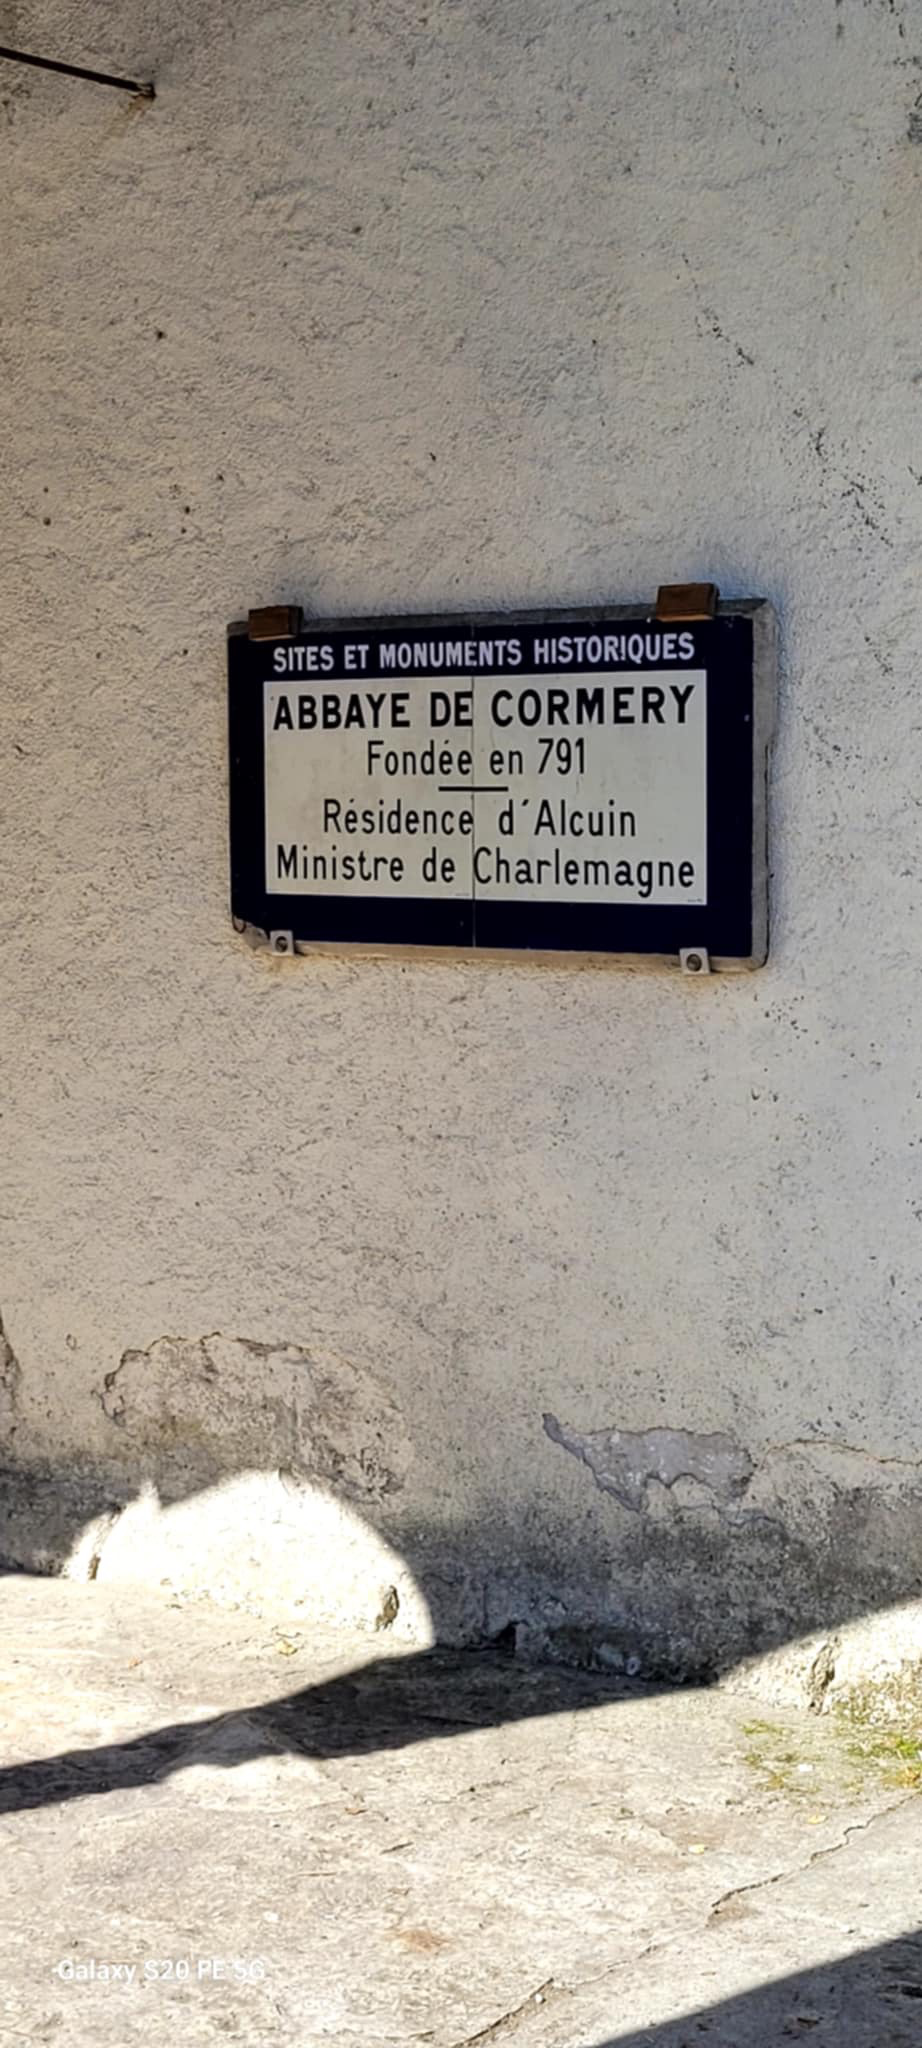 SITES ET MONUMENTS HISTORIQUES
ABBAYE DE CORMERY
Fondée en 791
Résidence d'Alcuin
Ministre de Charlemagne
Galaxy S20 FE 5G